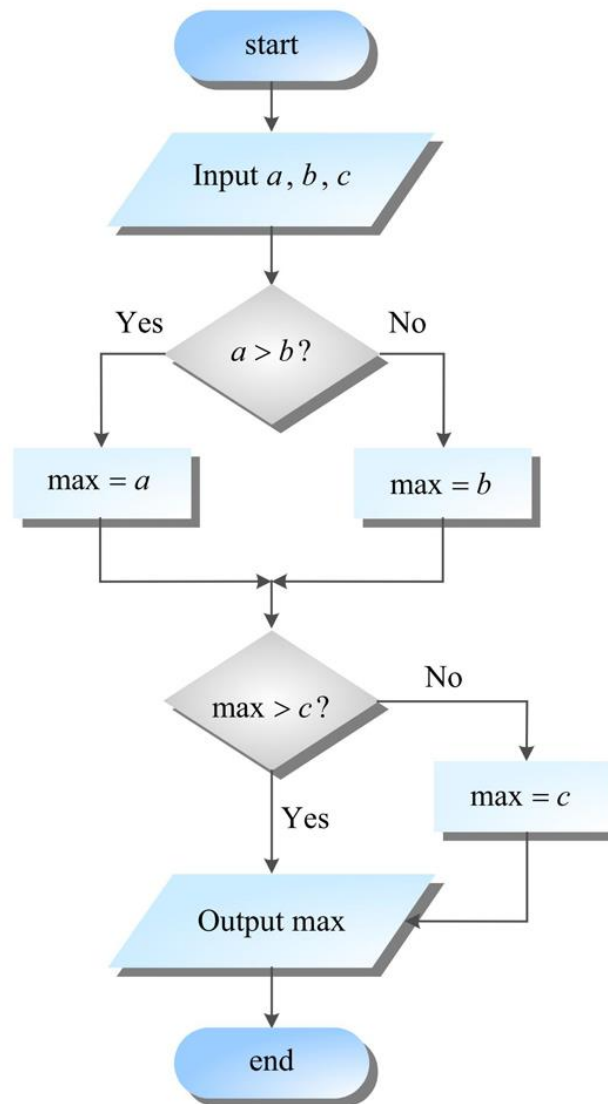 start
Input a, b, c
Yes
No
a > b?
max = a
max = b
max > c?
No
max = c
Yes
Output max
end